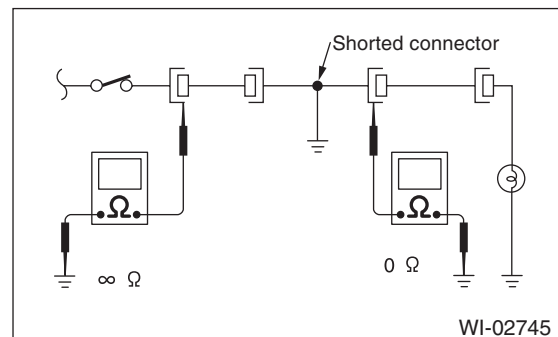 Shorted connector
Ω
Ω
∞ Ω
0 Ω
WI-02745